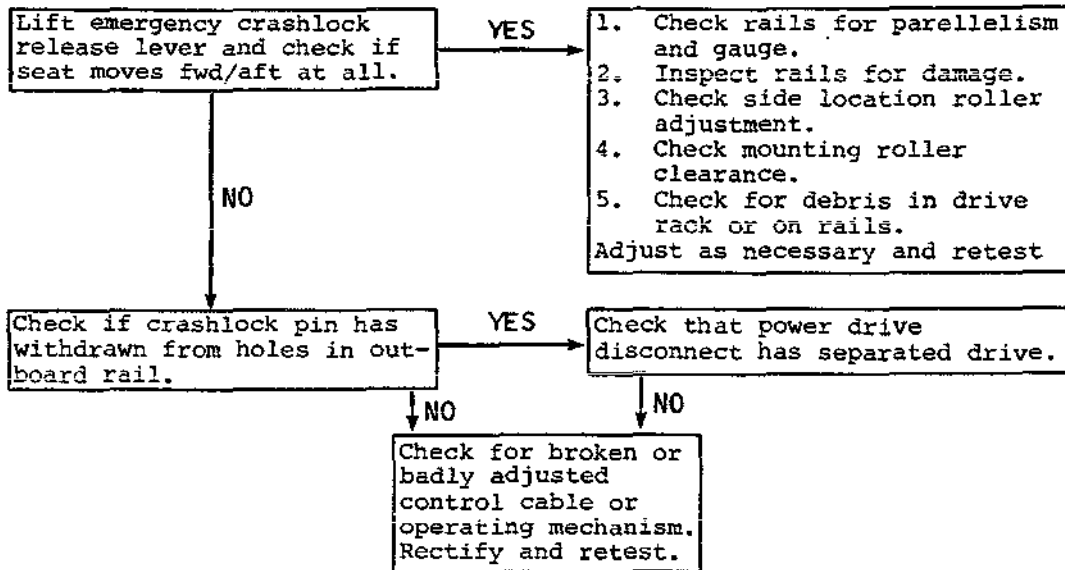 Lift emergency crashlock
release lever and check if
seat moves fwd/aft at all.
YES
1. Check rails for parellelism
and gauge.
2. Inspect rails for damage.
3. Check side location roller
adjustment.
4. Check mounting roller
clearance.
5. Check for debris in drive
rack or on rails.
Adjust as necessary and retest
NO
Check if crashlock pin has
withdrawn from holes in out-
board rail.
YES
Check that power drive
disconnect has separated drive.
NO
NO
Check for broken or
badly adjusted
control cable or
operating mechanism.
Rectify and retest.